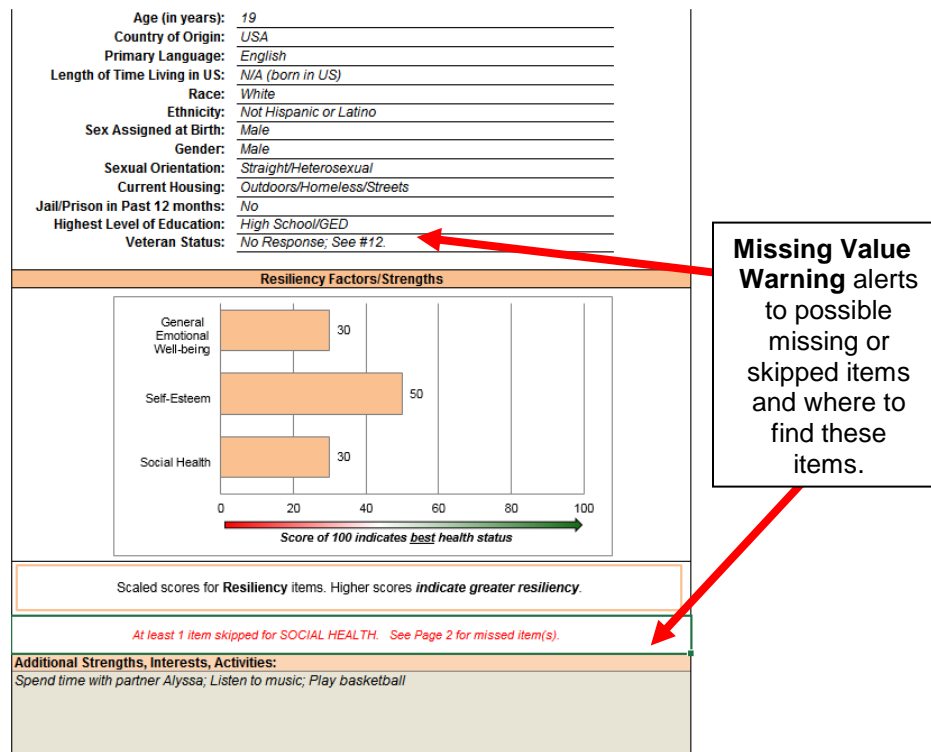 Age (in years): 19
Country of Origin: USA
Primary Language: English
Length of Time Living in US: N/A (born in US)
Race: White
Ethnicity: Not Hispanic or Latino
Sex Assigned at Birth: Male
Gender: Male
Sexual Orientation: Straight/Heterosexual
Current Housing: Outdoors/Homeless/Streets
Jail/Prison in Past 12 months: No
Highest Level of Education: High School/GED
Veteran Status: No Response; See #12.
Missing Value
Warning alerts
to possible
missing or
skipped items
and where to
find these
items.
Resiliency Factors/Strengths
General
Emotional
Well-being
30
Self-Esteem
50
Social Health
30
0 20 40 60 80 100
Score of 100 indicates best health status
Scaled scores for Resiliency items. Higher scores indicate greater resiliency.
At least 1 item skipped for SOCIAL HEALTH. See Page 2 for missed item(s).
Additional Strengths, Interests, Activities:
Spend time with partner Alyssa; Listen to music; Play basketball